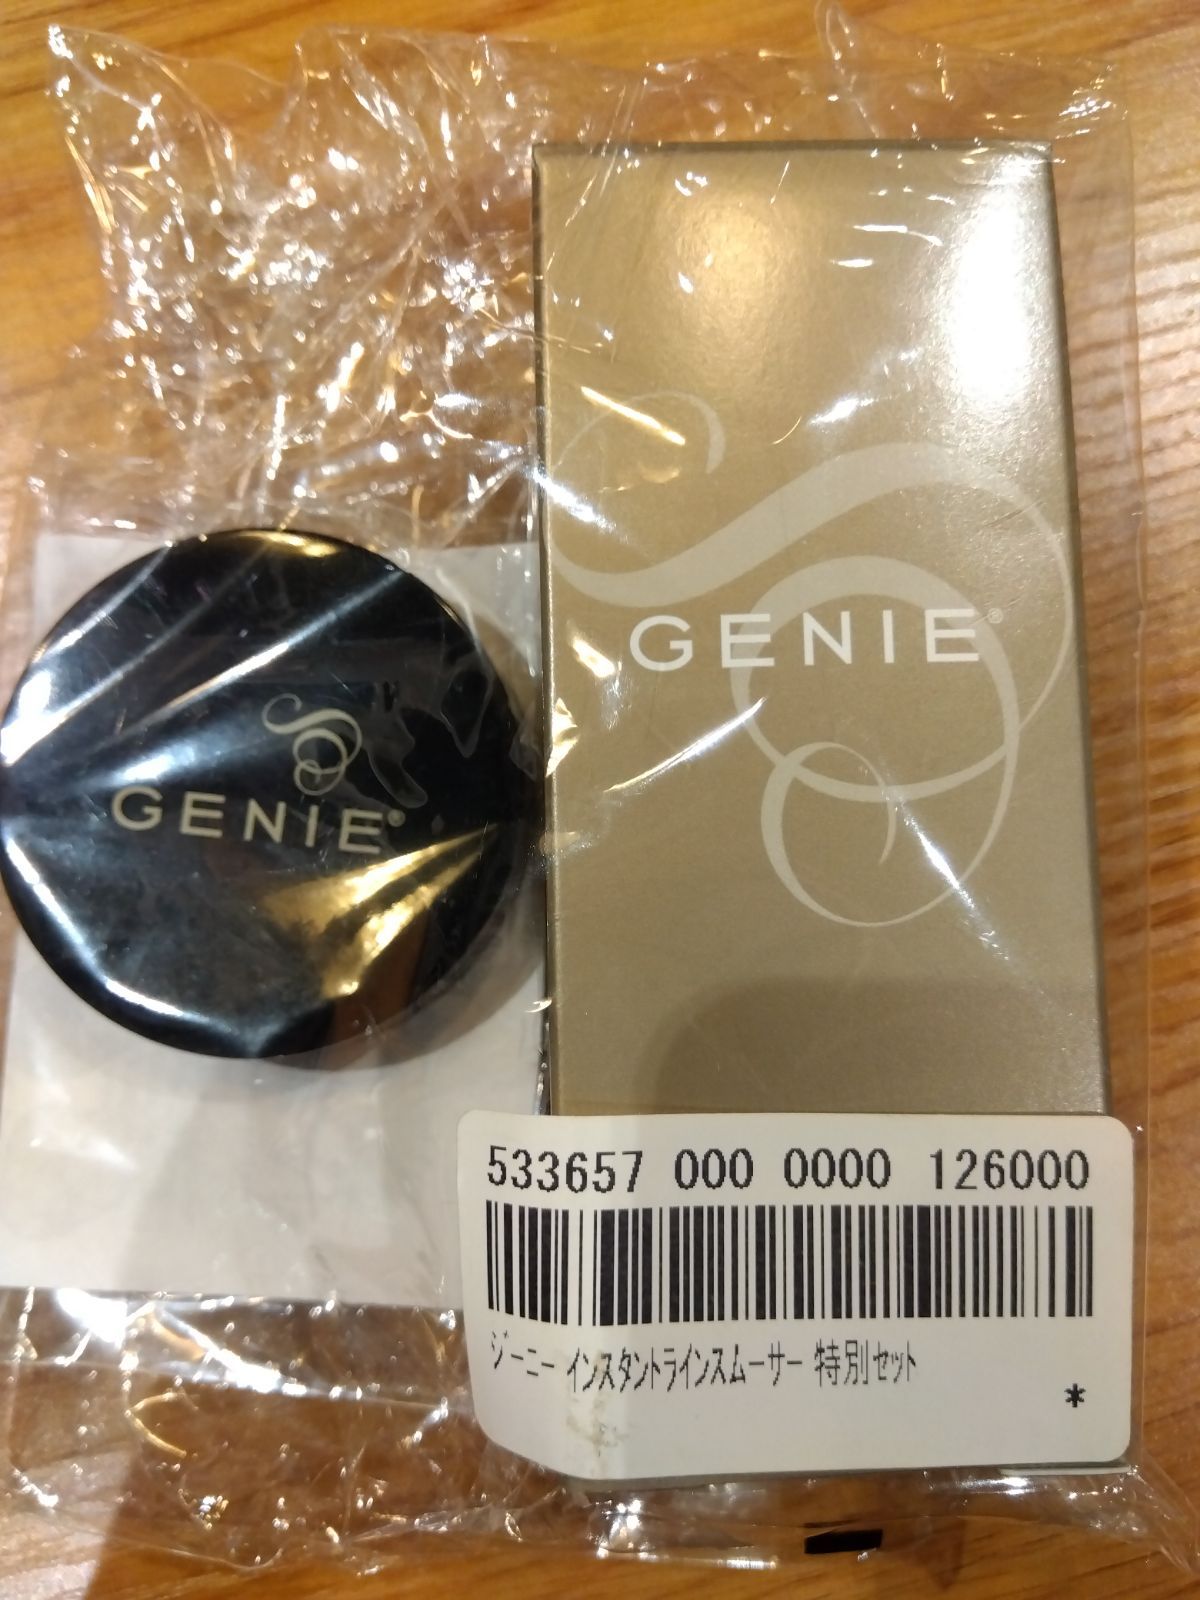 GENIE®
GENIE®
533657 000 0000 126000
ジーニー インスタントラインスムーサー 特別セット
*